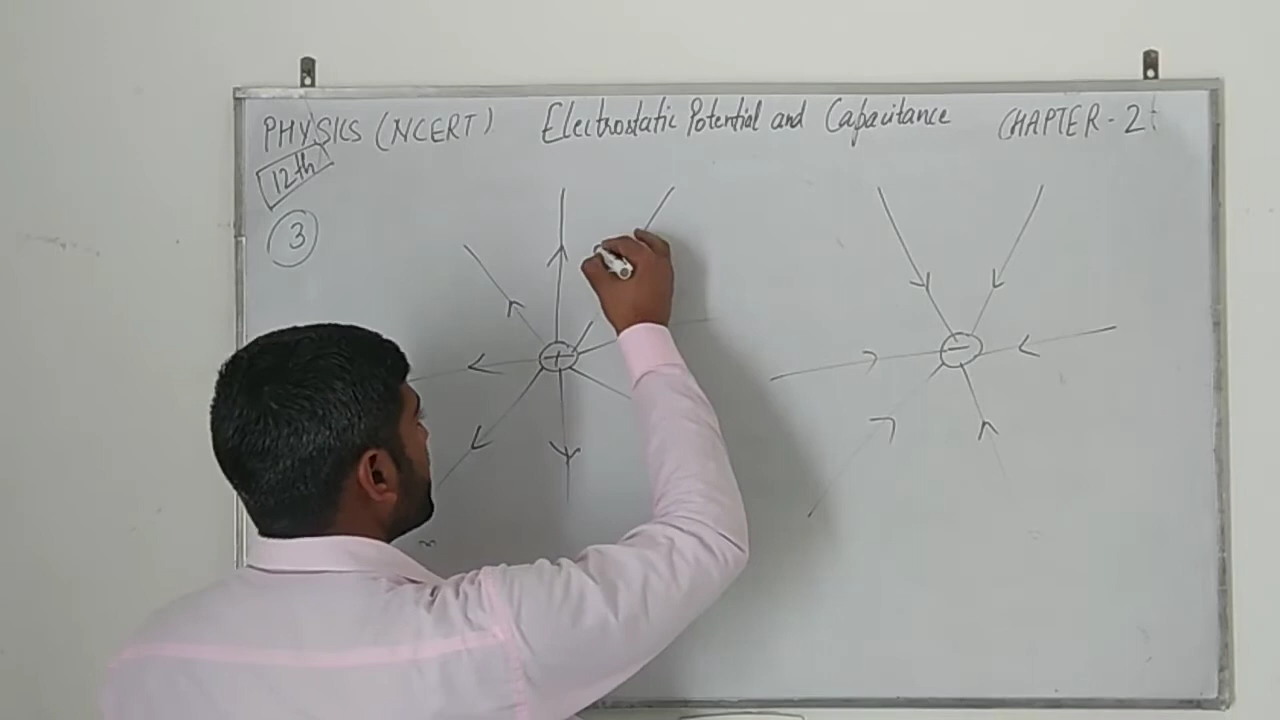 PHYSICS (NCERT) Electrostatic Potential and Capacitance CHAPTER - 2
12th
3
+
-